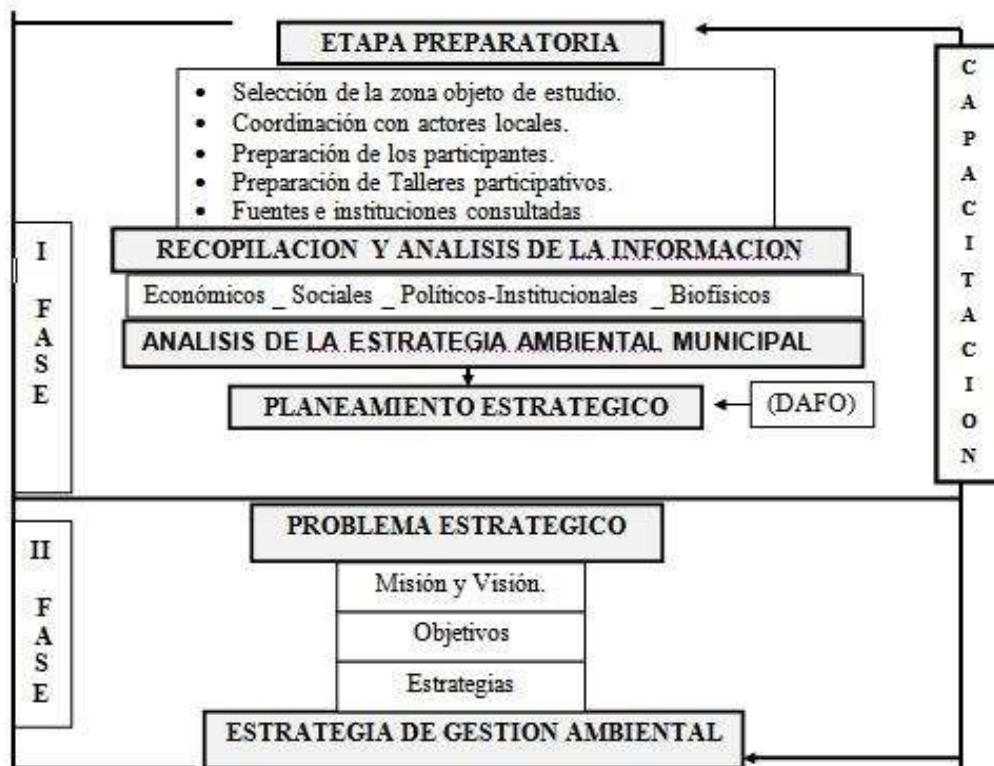 ETAPA PREPARATORIA
• Selección de la zona objeto de estudio.
• Coordinación con actores locales.
• Preparación de los participantes.
• Preparación de Talleres participativos.
• Fuentes e instituciones consultadas
RECOPILACION Y ANALISIS DE LA INFORMACION
Económicos _ Sociales _ Políticos-Institucionales _ Biofísicos
ANALISIS DE LA ESTRATEGIA AMBIENTAL MUNICIPAL
PLANEAMIENTO ESTRATEGICO
(DAFO)
I FASE
CAPACITACION
PROBLEMA ESTRATEGICO
Misión y Visión.
Objetivos
Estrategias
ESTRATEGIA DE GESTION AMBIENTAL
II FASE